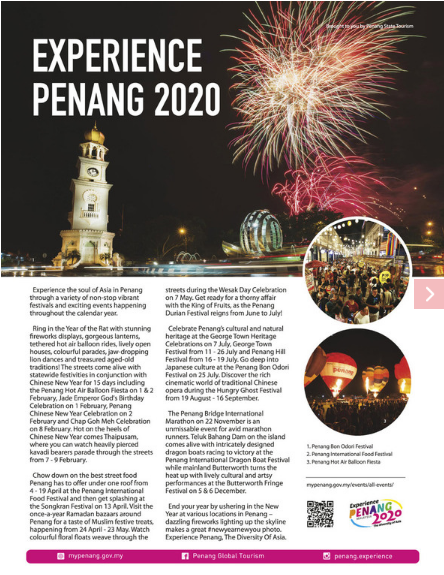 Brought to you by Penang State Tourism
EXPERIENCE
PENANG 2020
Experience the soul of Asia in Penang
through a variety of non-stop vibrant
festivals and exciting events happening
throughout the calendar year.
Ring in the Year of the Rat with stunning
fireworks displays, gorgeous lanterns,
tethered hot air balloon rides, lively open
houses, colourful parades, jaw-dropping
lion dances and treasured aged-old
traditions! The streets come alive with
statewide festivities in conjunction with
Chinese New Year for 15 days including
the Penang Hot Air Balloon Fiesta on 1 & 2
February, Jade Emperor God's Birthday
Celebration on 1 February, Penang
Chinese New Year Celebration on 2
February and Chap Goh Meh Celebration
on 8 February. Hot on the heels of
Chinese New Year comes Thaipusam,
where you can watch heavily pierced
kavadi bearers parade through the streets
from 7 - 9 February.
Chow down on the best street food
Penang has to offer under one roof from
4 - 19 April at the Penang International
Food Festival and then get splashing at
the Songkran Festival on 13 April. Visit the
once-a-year Ramadan bazaars around
Penang for a taste of Muslim festive treats,
happening from 24 April - 23 May. Watch
colourful floral floats weave through the
streets during the Wesak Day Celebration
on 7 May. Get ready for a thorny affair
with the King of Fruits, as the Penang
Durian Festival reigns from June to July!
Celebrate Penang's cultural and natural
heritage at the George Town Heritage
Celebrations on 7 July, George Town
Festival from 11 - 26 July and Penang Hill
Festival from 16 - 19 July. Go deep into
Japanese culture at the Penang Bon Odori
Festival on 25 July. Discover the rich
cinematic world of traditional Chinese
opera during the Hungry Ghost Festival
from 19 August - 16 September.
The Penang Bridge International
Marathon on 22 November is an
unmissable event for avid marathon
runners. Teluk Bahang Dam on the island
comes alive with intricately designed
dragon boats racing to victory at the
Penang International Dragon Boat Festival
while mainland Butterworth turns the
heat up with lively cultural and artsy
performances at the Butterworth Fringe
Festival on 5 & 6 December.
End your year by ushering in the New
Year at various locations in Penang –
dazzling fireworks lighting up the skyline
makes a great #newyearnewyou photo.
Experience Penang, The Diversity Of Asia.
1. Penang Bon Odori Festival
2. Penang International Food Festival
3. Penang Hot Air Balloon Fiesta
mypenang.gov.my/events/all-events/
Experience
PENANG
2020
The Diversity of Asia
mypenang.gov.my
Penang Global Tourism
penang.experience